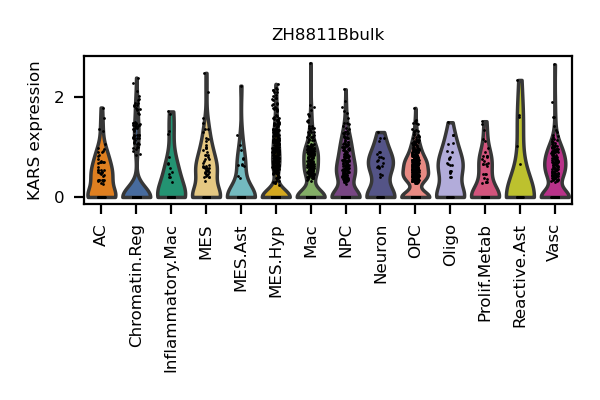 ZH8811Bbulk
KARS expression
2
0
AC
Chromatin.Reg
Inflammatory.Mac
MES
MES.Ast
MES.Hyp
Mac
NPC
Neuron
OPC
Oligo
Prolif.Metab
Reactive.Ast
Vasc